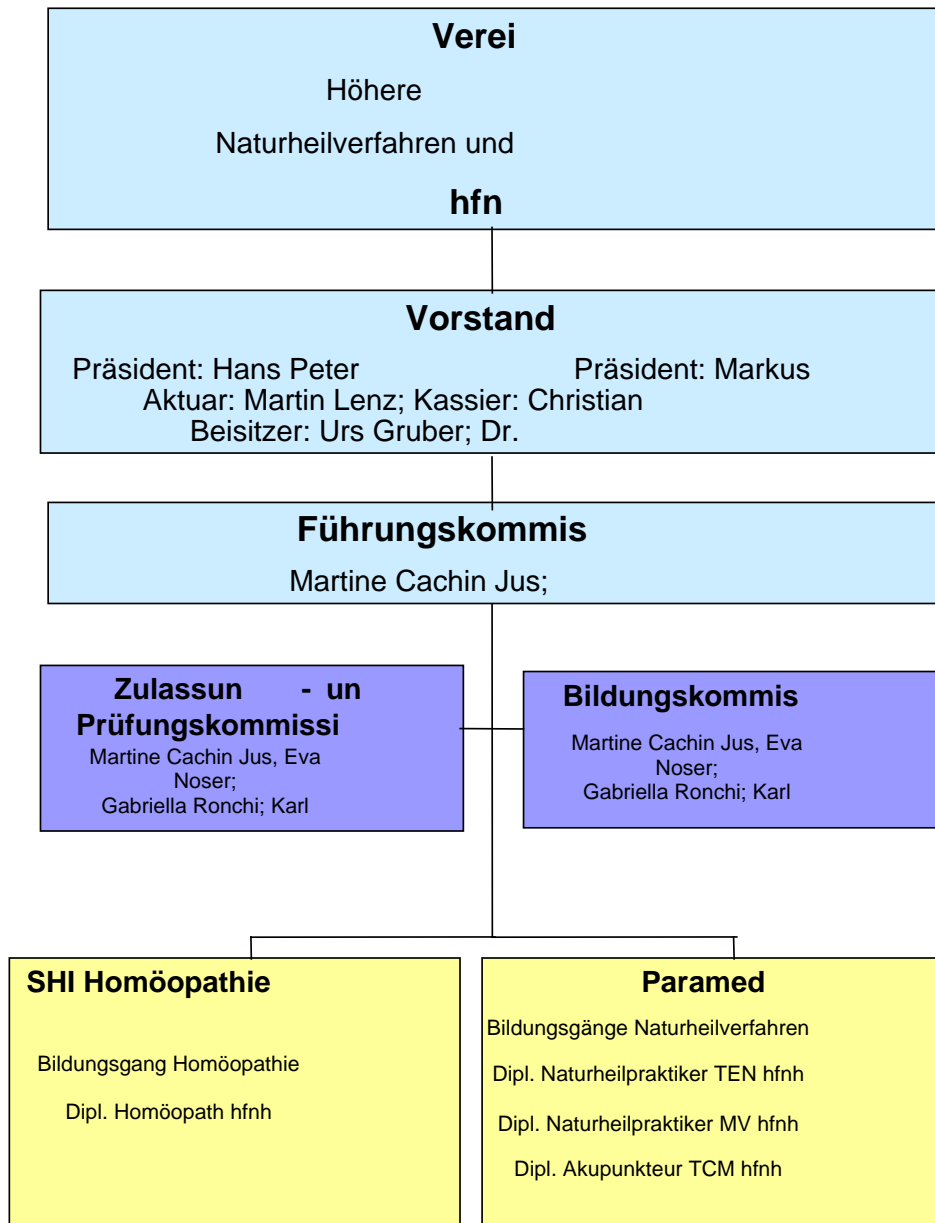 Verei
Höhere
Naturheilverfahren und
hfn
Vorstand
Präsident: Hans Peter Präsident: Markus
Aktuar: Martin Lenz; Kassier: Christian
Beisitzer: Urs Gruber; Dr.
Führungskommis
Martine Cachin Jus;
Zulassun - un
Prüfungskommissi
Martine Cachin Jus, Eva
Noser;
Gabriella Ronchi; Karl
Bildungskommis
Martine Cachin Jus, Eva
Noser;
Gabriella Ronchi; Karl
SHI Homöopathie
Bildungsgang Homöopathie
Dipl. Homöopath hfnh
Paramed
Bildungsgänge Naturheilverfahren
Dipl. Naturheilpraktiker TEN hfnh
Dipl. Naturheilpraktiker MV hfnh
Dipl. Akupunkteur TCM hfnh